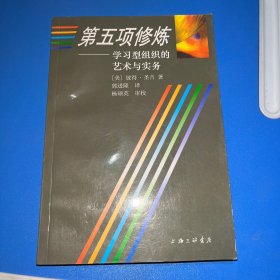 第五项修炼
——学习型组织的
艺术与实务
〔美〕彼得·圣吉 著
郭进隆 译
杨硕英 审校
上海三联书店